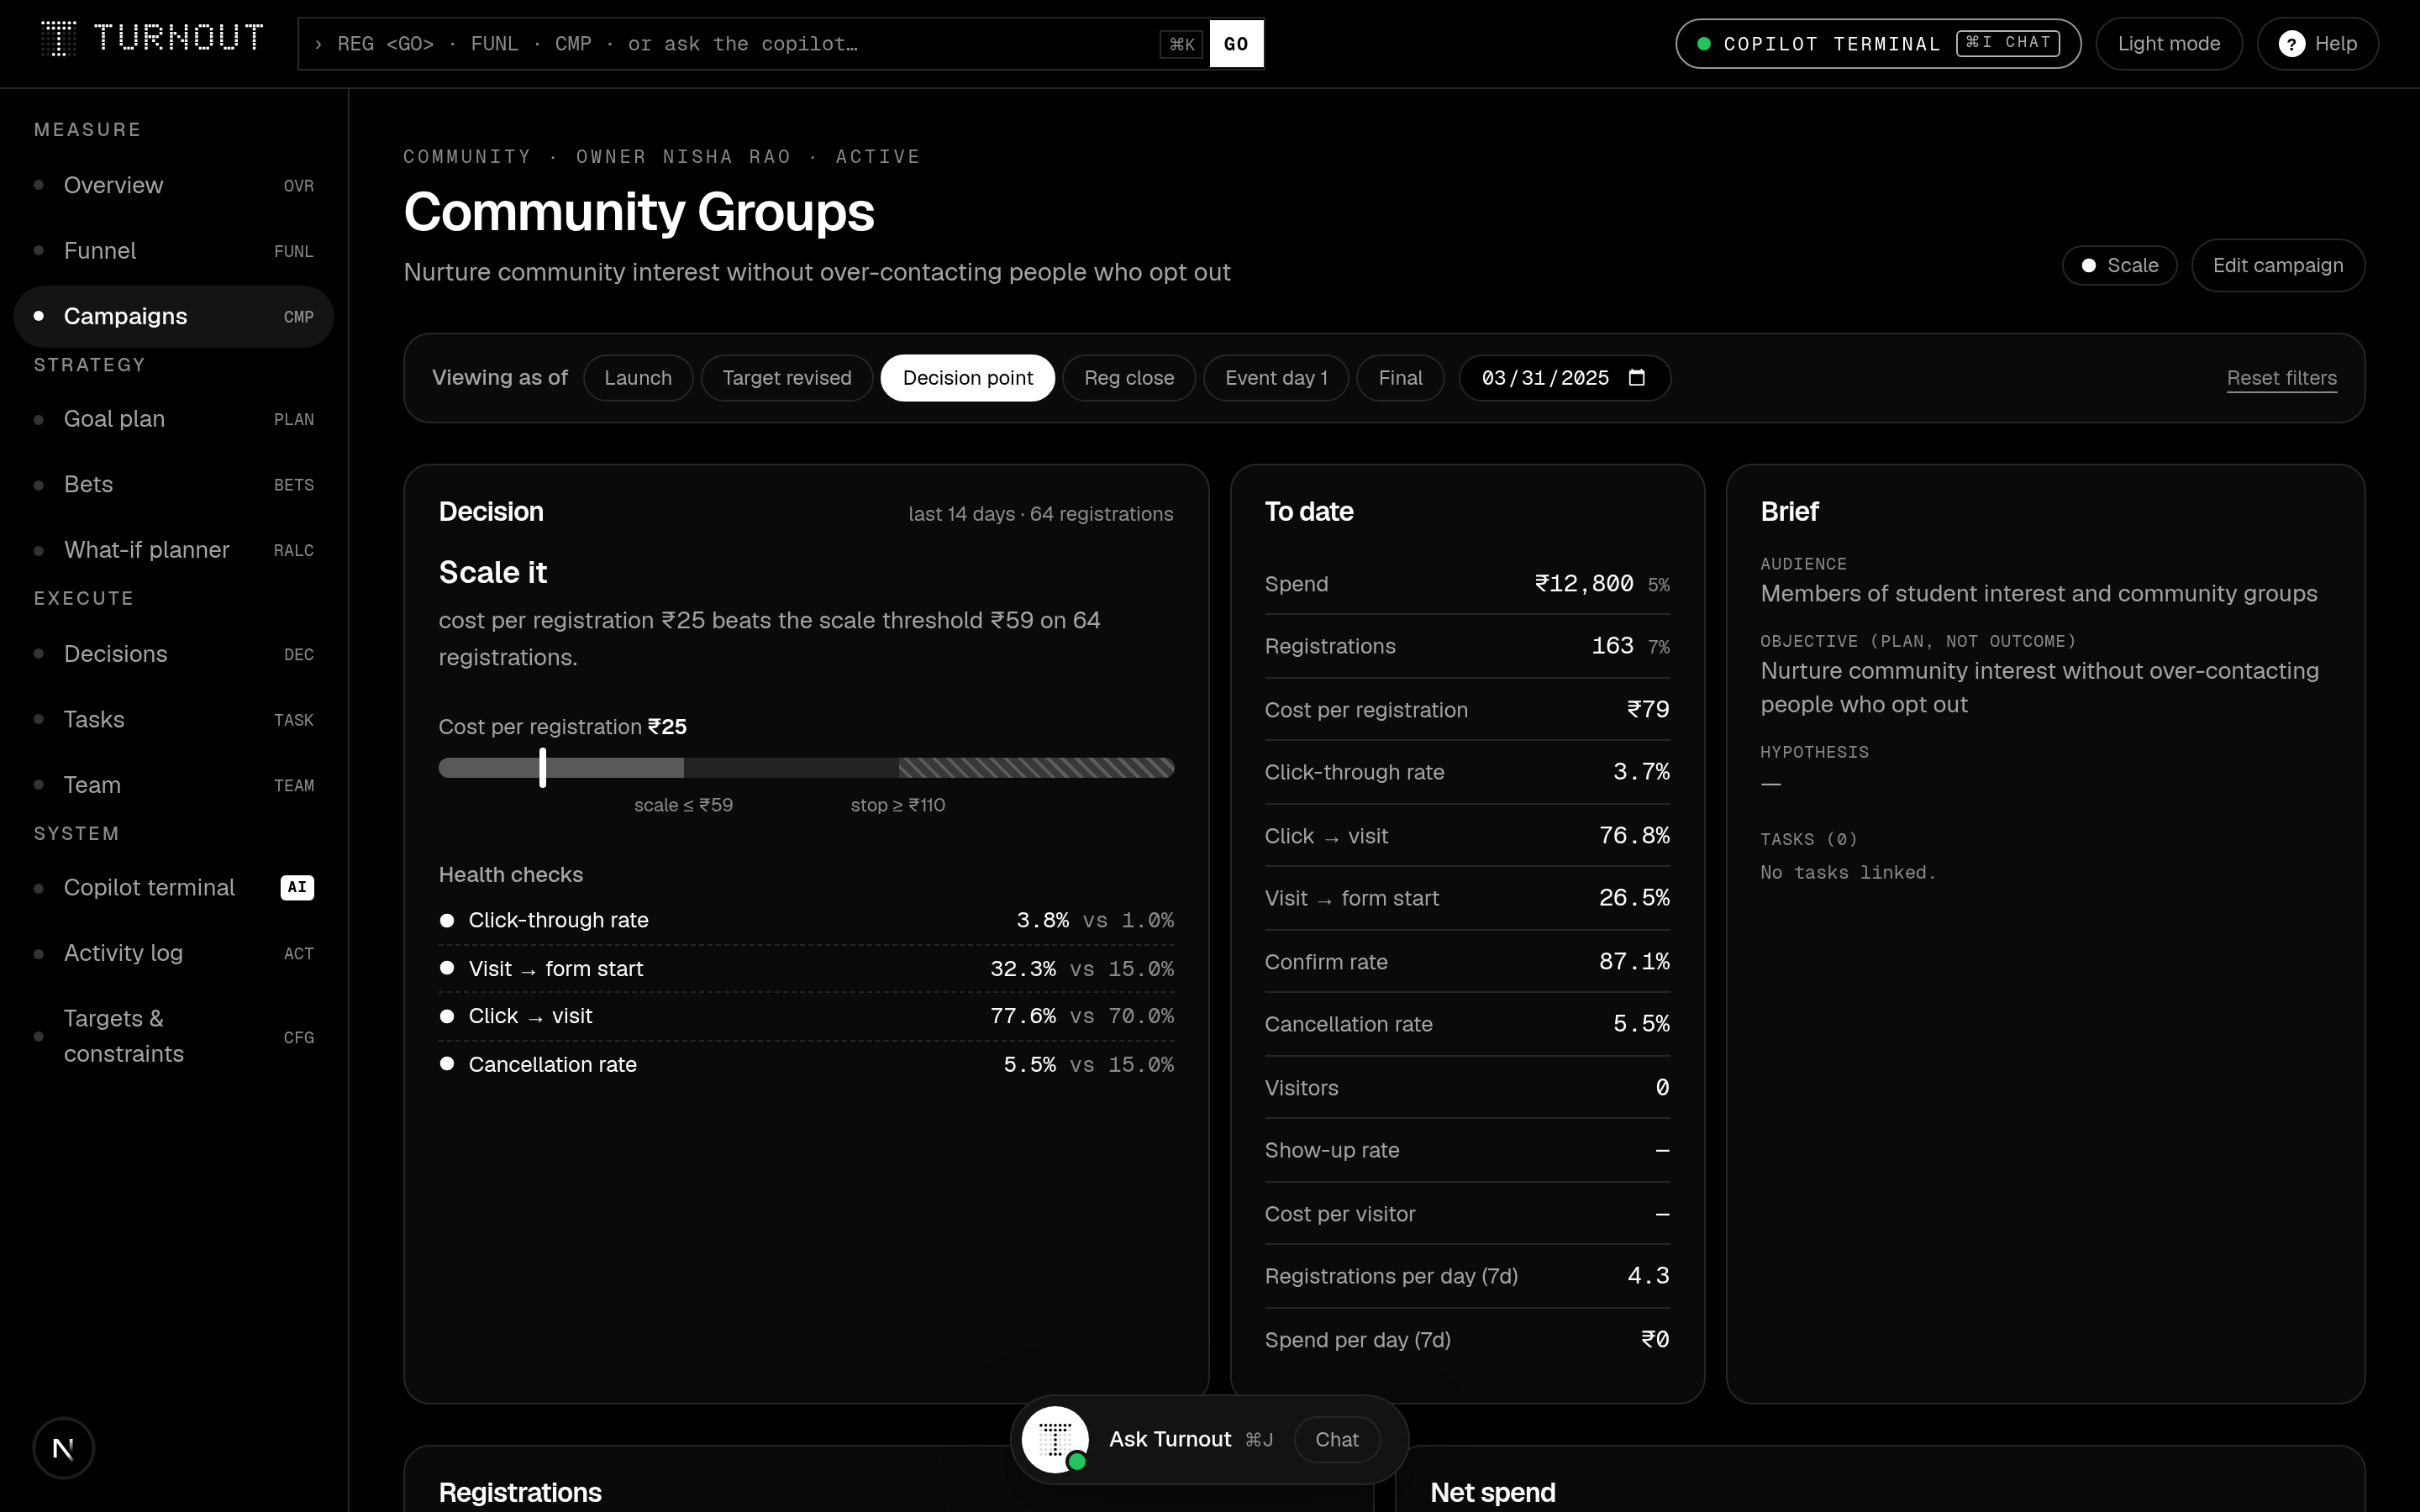 TURNOUT
› REG <GO> · FUNL · CMP · or ask the copilot…
⌘K
GO
COPILOT TERMINAL
⌘I CHAT
Light mode
? Help
MEASURE
Overview OVR
Funnel FUNL
Campaigns CMP
STRATEGY
Goal plan PLAN
Bets BETS
What-if planner RALC
EXECUTE
Decisions DEC
Tasks TASK
Team TEAM
SYSTEM
Copilot terminal AI
Activity log ACT
Targets &
constraints CFG
N
COMMUNITY · OWNER NISHA RAO · ACTIVE
Community Groups
Nurture community interest without over-contacting people who opt out
Scale
Edit campaign
Viewing as of Launch Target revised Decision point Reg close Event day 1 Final 03/31/2025 Reset filters
Decision last 14 days · 64 registrations
Scale it
cost per registration ₹25 beats the scale threshold ₹59 on 64
registrations.
Cost per registration ₹25
scale ≤ ₹59 stop ≥ ₹110
Health checks
Click-through rate 3.8% vs 1.0%
Visit → form start 32.3% vs 15.0%
Click → visit 77.6% vs 70.0%
Cancellation rate 5.5% vs 15.0%
To date
Spend ₹12,800 5%
Registrations 163 7%
Cost per registration ₹79
Click-through rate 3.7%
Click → visit 76.8%
Visit → form start 26.5%
Confirm rate 87.1%
Cancellation rate 5.5%
Visitors 0
Show-up rate –
Cost per visitor –
Registrations per day (7d) 4.3
Spend per day (7d) ₹0
Brief
AUDIENCE
Members of student interest and community groups
OBJECTIVE (PLAN, NOT OUTCOME)
Nurture community interest without over-contacting
people who opt out
HYPOTHESIS
—
TASKS (0)
No tasks linked.
Ask Turnout ⌘J Chat
Registrations
Net spend